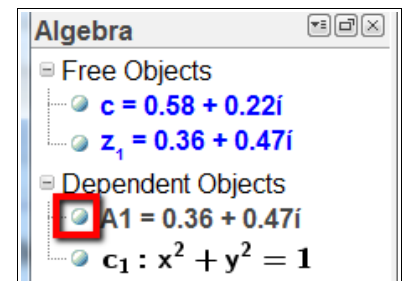 Algebra
Free Objects
c = 0.58 + 0.22í
z₁ = 0.36 + 0.47í
Dependent Objects
A1 = 0.36 + 0.47í
c₁ : x² + y² = 1